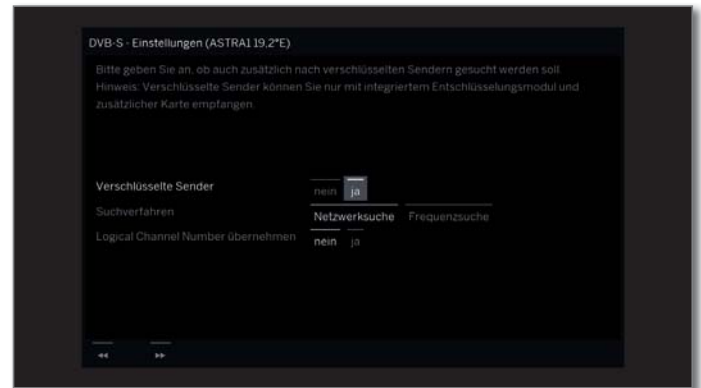 DVB-S - Einstellungen (ASTRA1 19,2°E)
Bitte geben Sie an, ob auch zusätzlich nach verschlüsselten Sendern gesucht werden soll.
Hinweis: Verschlüsselte Sender können Sie nur mit integriertem Entschlüsselungsmodul und
zusätzlicher Karte empfangen.
Verschlüsselte Sender nein ja
Suchverfahren Netzwerksuche Frequenzsuche
Logical Channel Number übernehmen nein ja